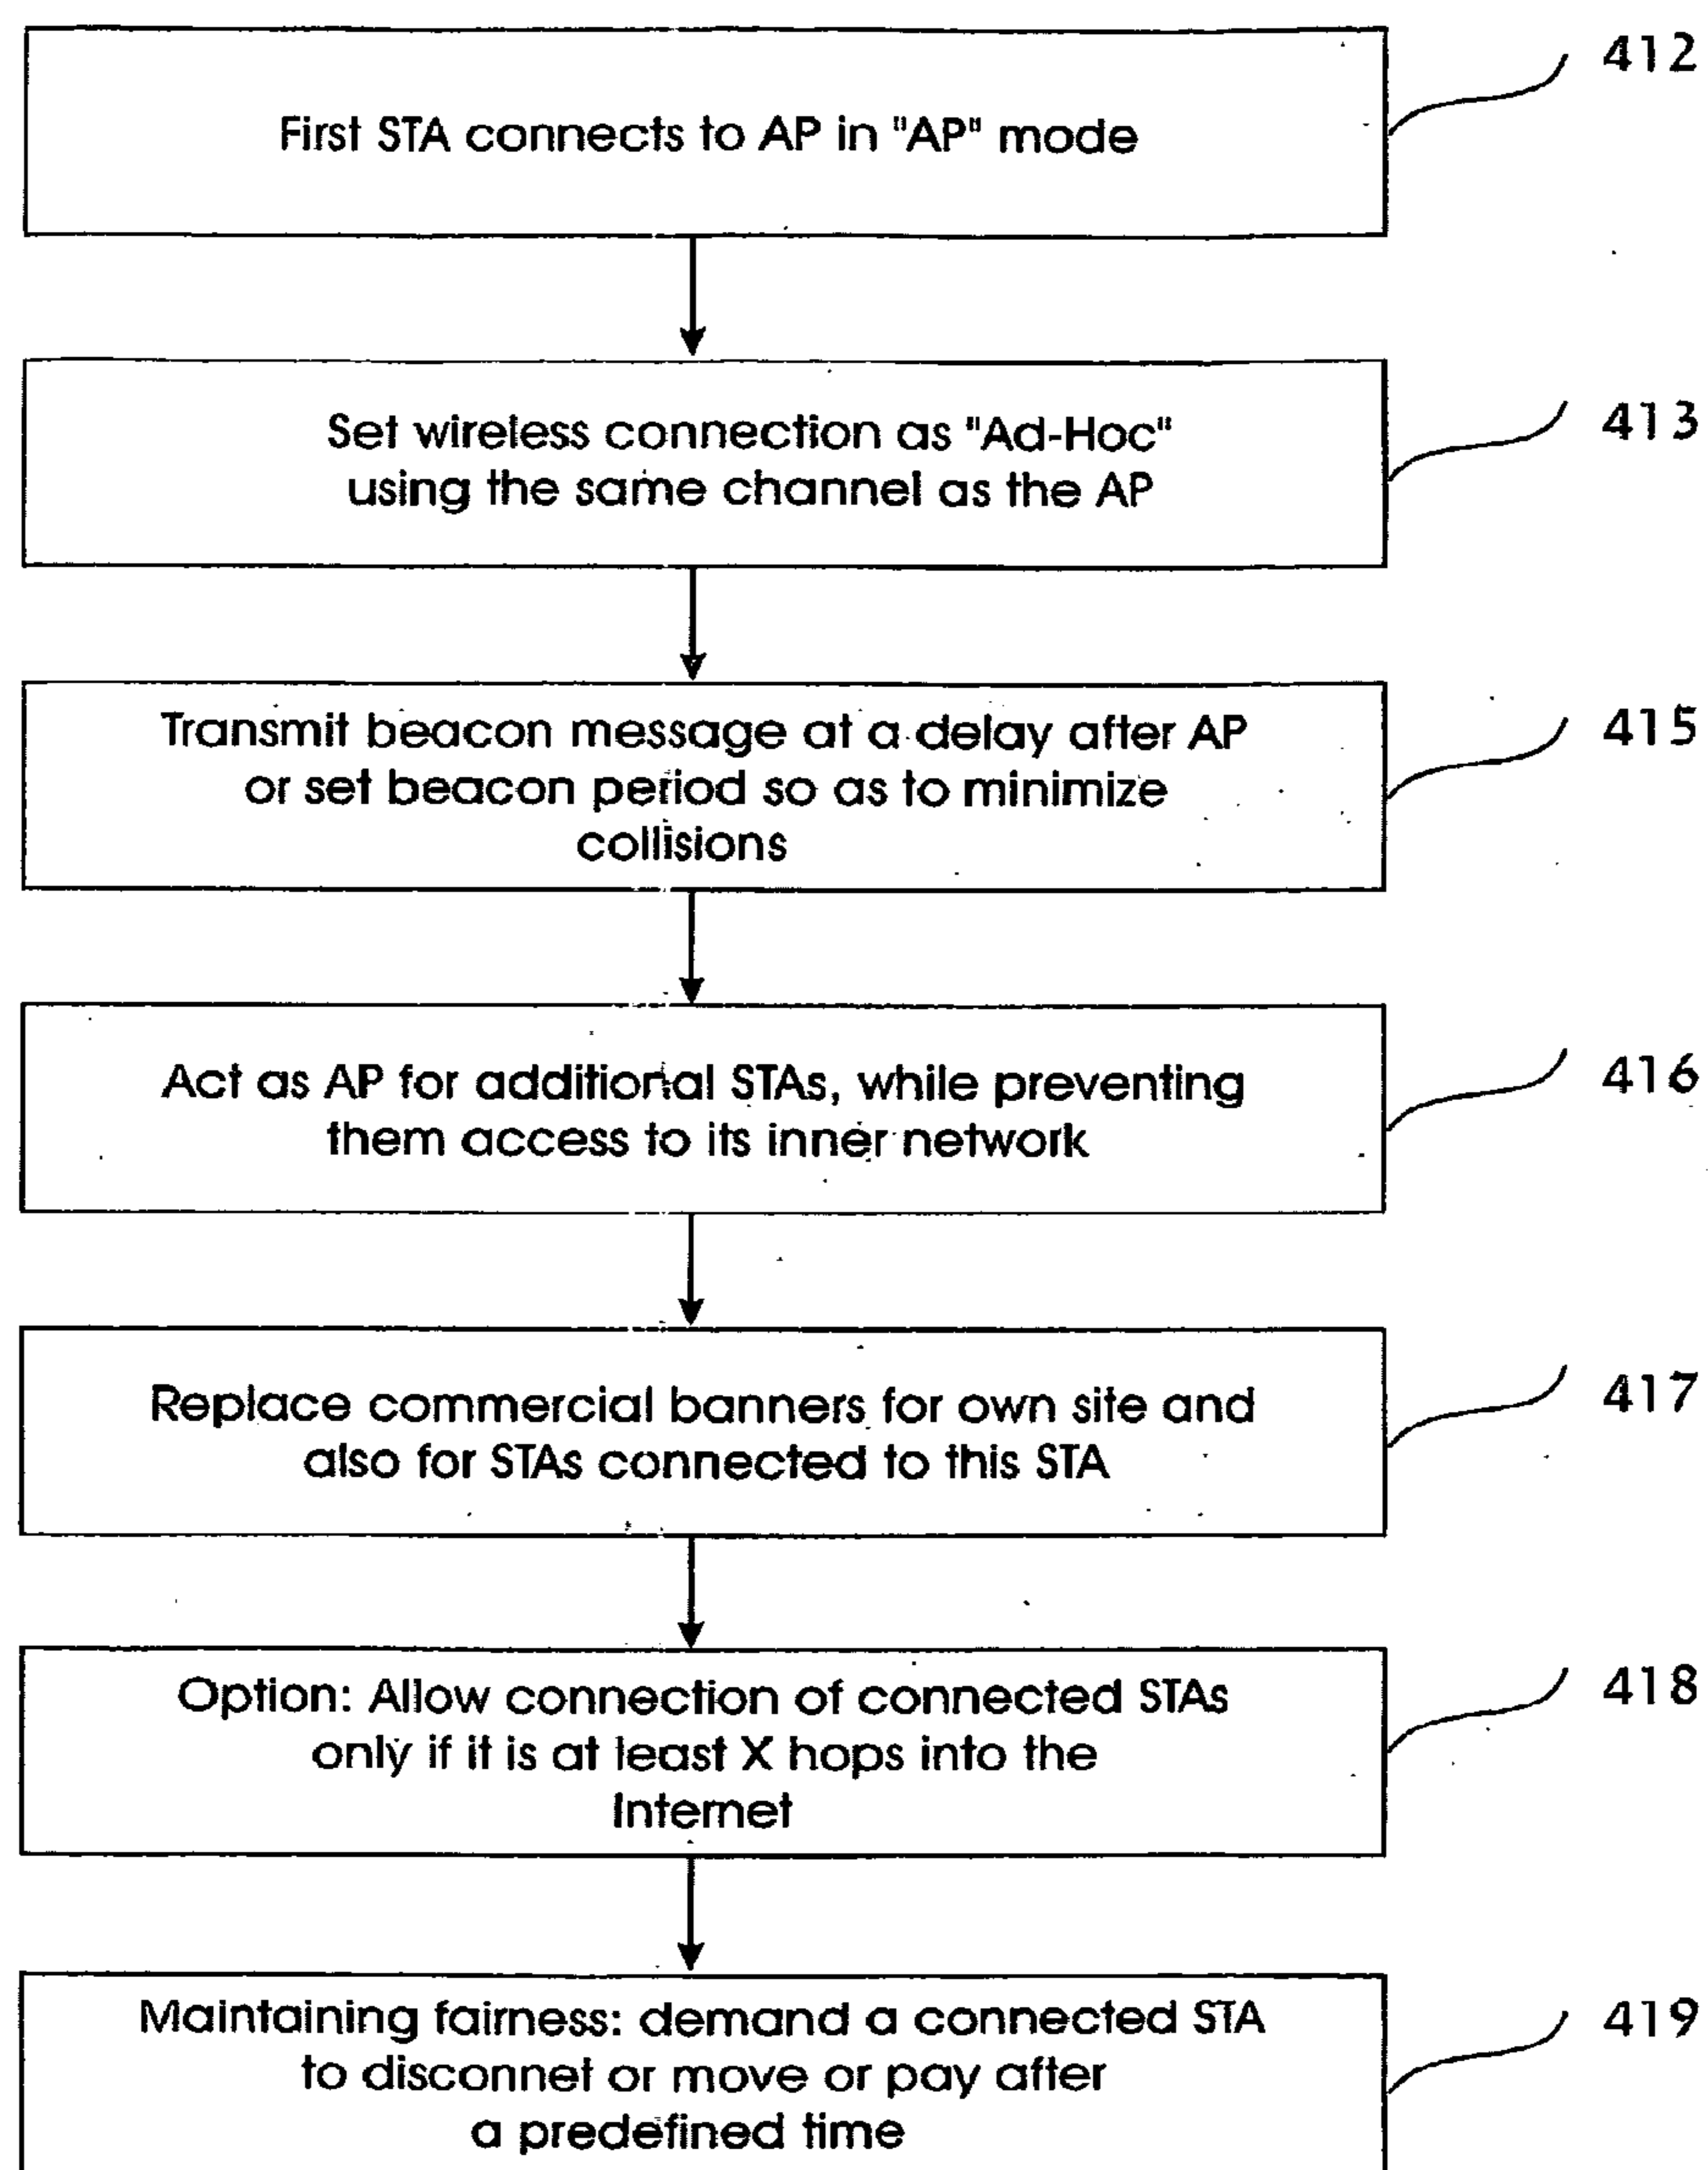 412
First STA connects to AP in "AP" mode
413
Set wireless connection as "Ad-Hoc"
using the same channel as the AP
415
Transmit beacon message at a delay after AP
or set beacon period so as to minimize
collisions
416
Act as AP for additional STAs, while preventing
them access to its inner network
417
Replace commercial banners for own site and
also for STAs connected to this STA
418
Option: Allow connection of connected STAs
only if it is at least X hops into the
Internet
419
Maintaining fairness: demand a connected STA
to disconnet or move or pay after
a predefined time